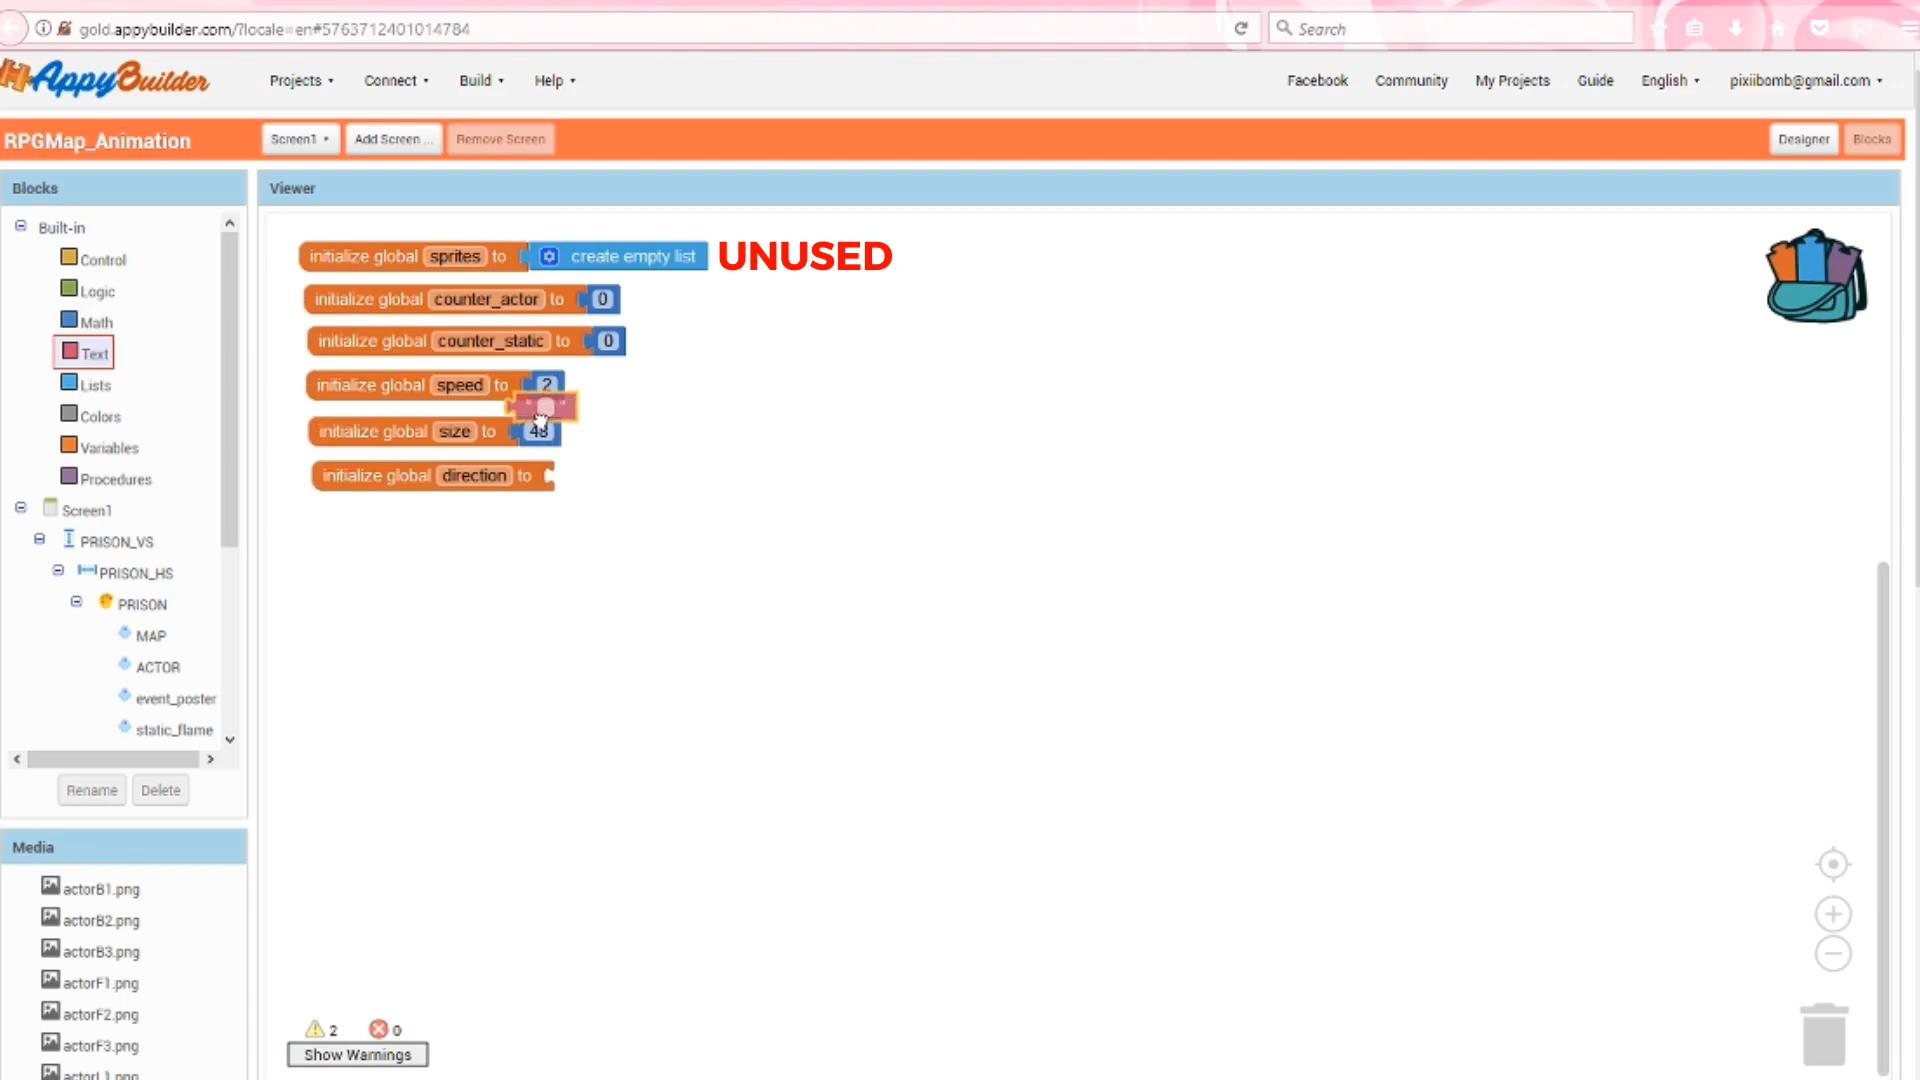 gold.appybuilder.com/?locale=en#5763712401014784
Search
AppyBuilder
Projects
Connect
Build
Help
Facebook
Community
My Projects
Guide
English
pixiibomb@gmail.com
RPGMap_Animation
Screen1
Add Screen ...
Remove Screen
Designer
Blocks
Blocks
Viewer
Built-in
Control
Logic
Math
Text
Lists
Colors
Variables
Procedures
Screen1
PRISON_VS
PRISON_HS
PRISON
MAP
ACTOR
event_poster
static_flame
Rename
Delete
Media
actorB1.png
actorB2.png
actorB3.png
actorF1.png
actorF2.png
actorF3.png
actorL1.png
initialize global sprites to create empty list UNUSED
initialize global counter_actor to 0
initialize global counter_static to 0
initialize global speed to 2
" "
initialize global size to 48
initialize global direction to
2 0
Show Warnings